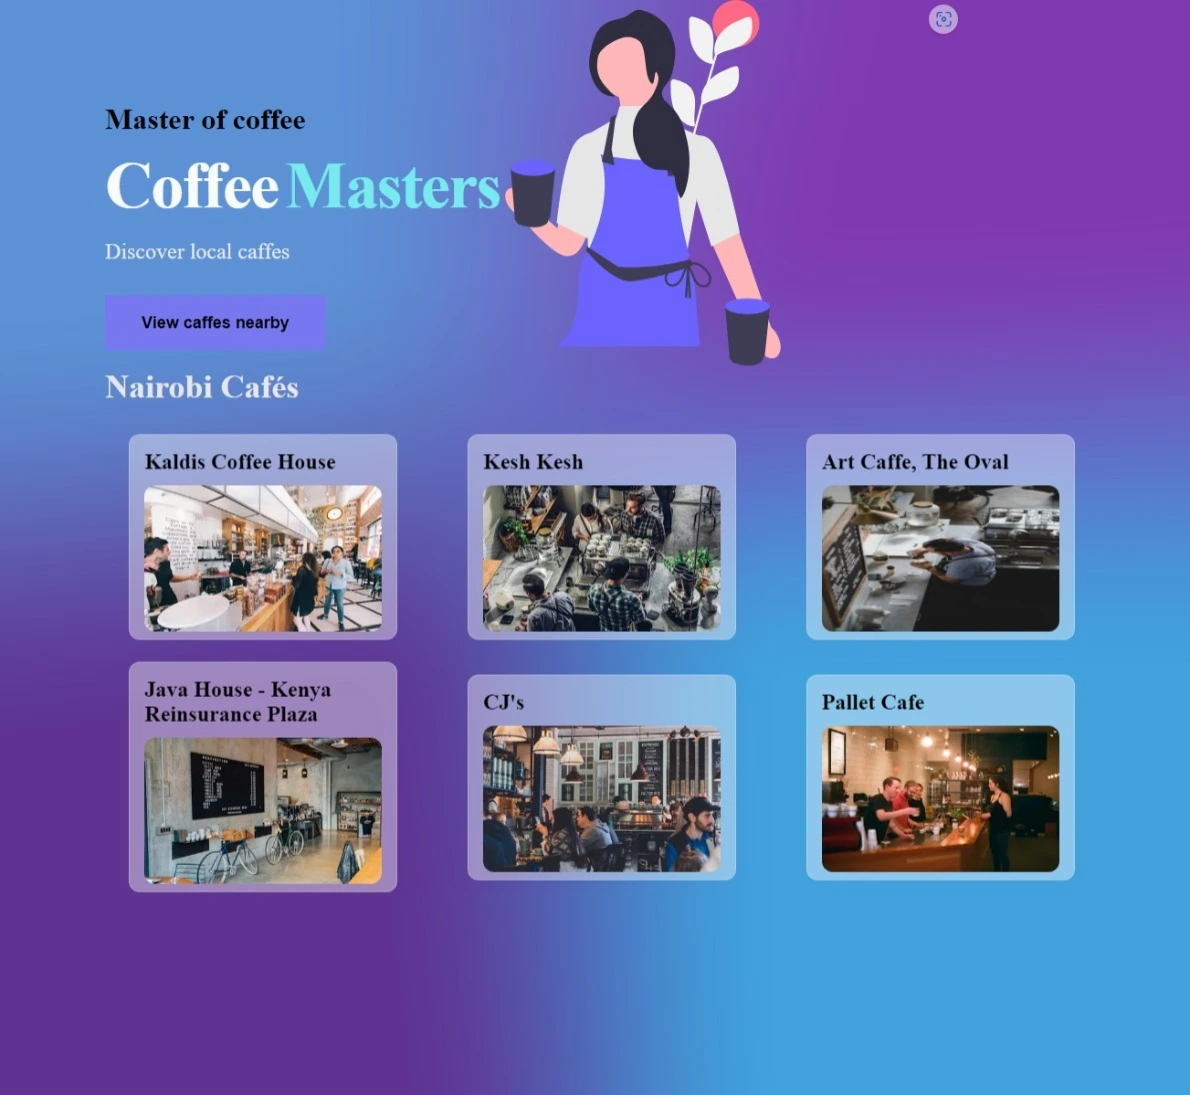 Master of coffee
Coffee Masters
Discover local caffes
View caffes nearby
Nairobi Cafés
Kaldis Coffee House
Kesh Kesh
Art Caffe, The Oval
Java House - Kenya
Reinsurance Plaza
CJ's
Pallet Cafe